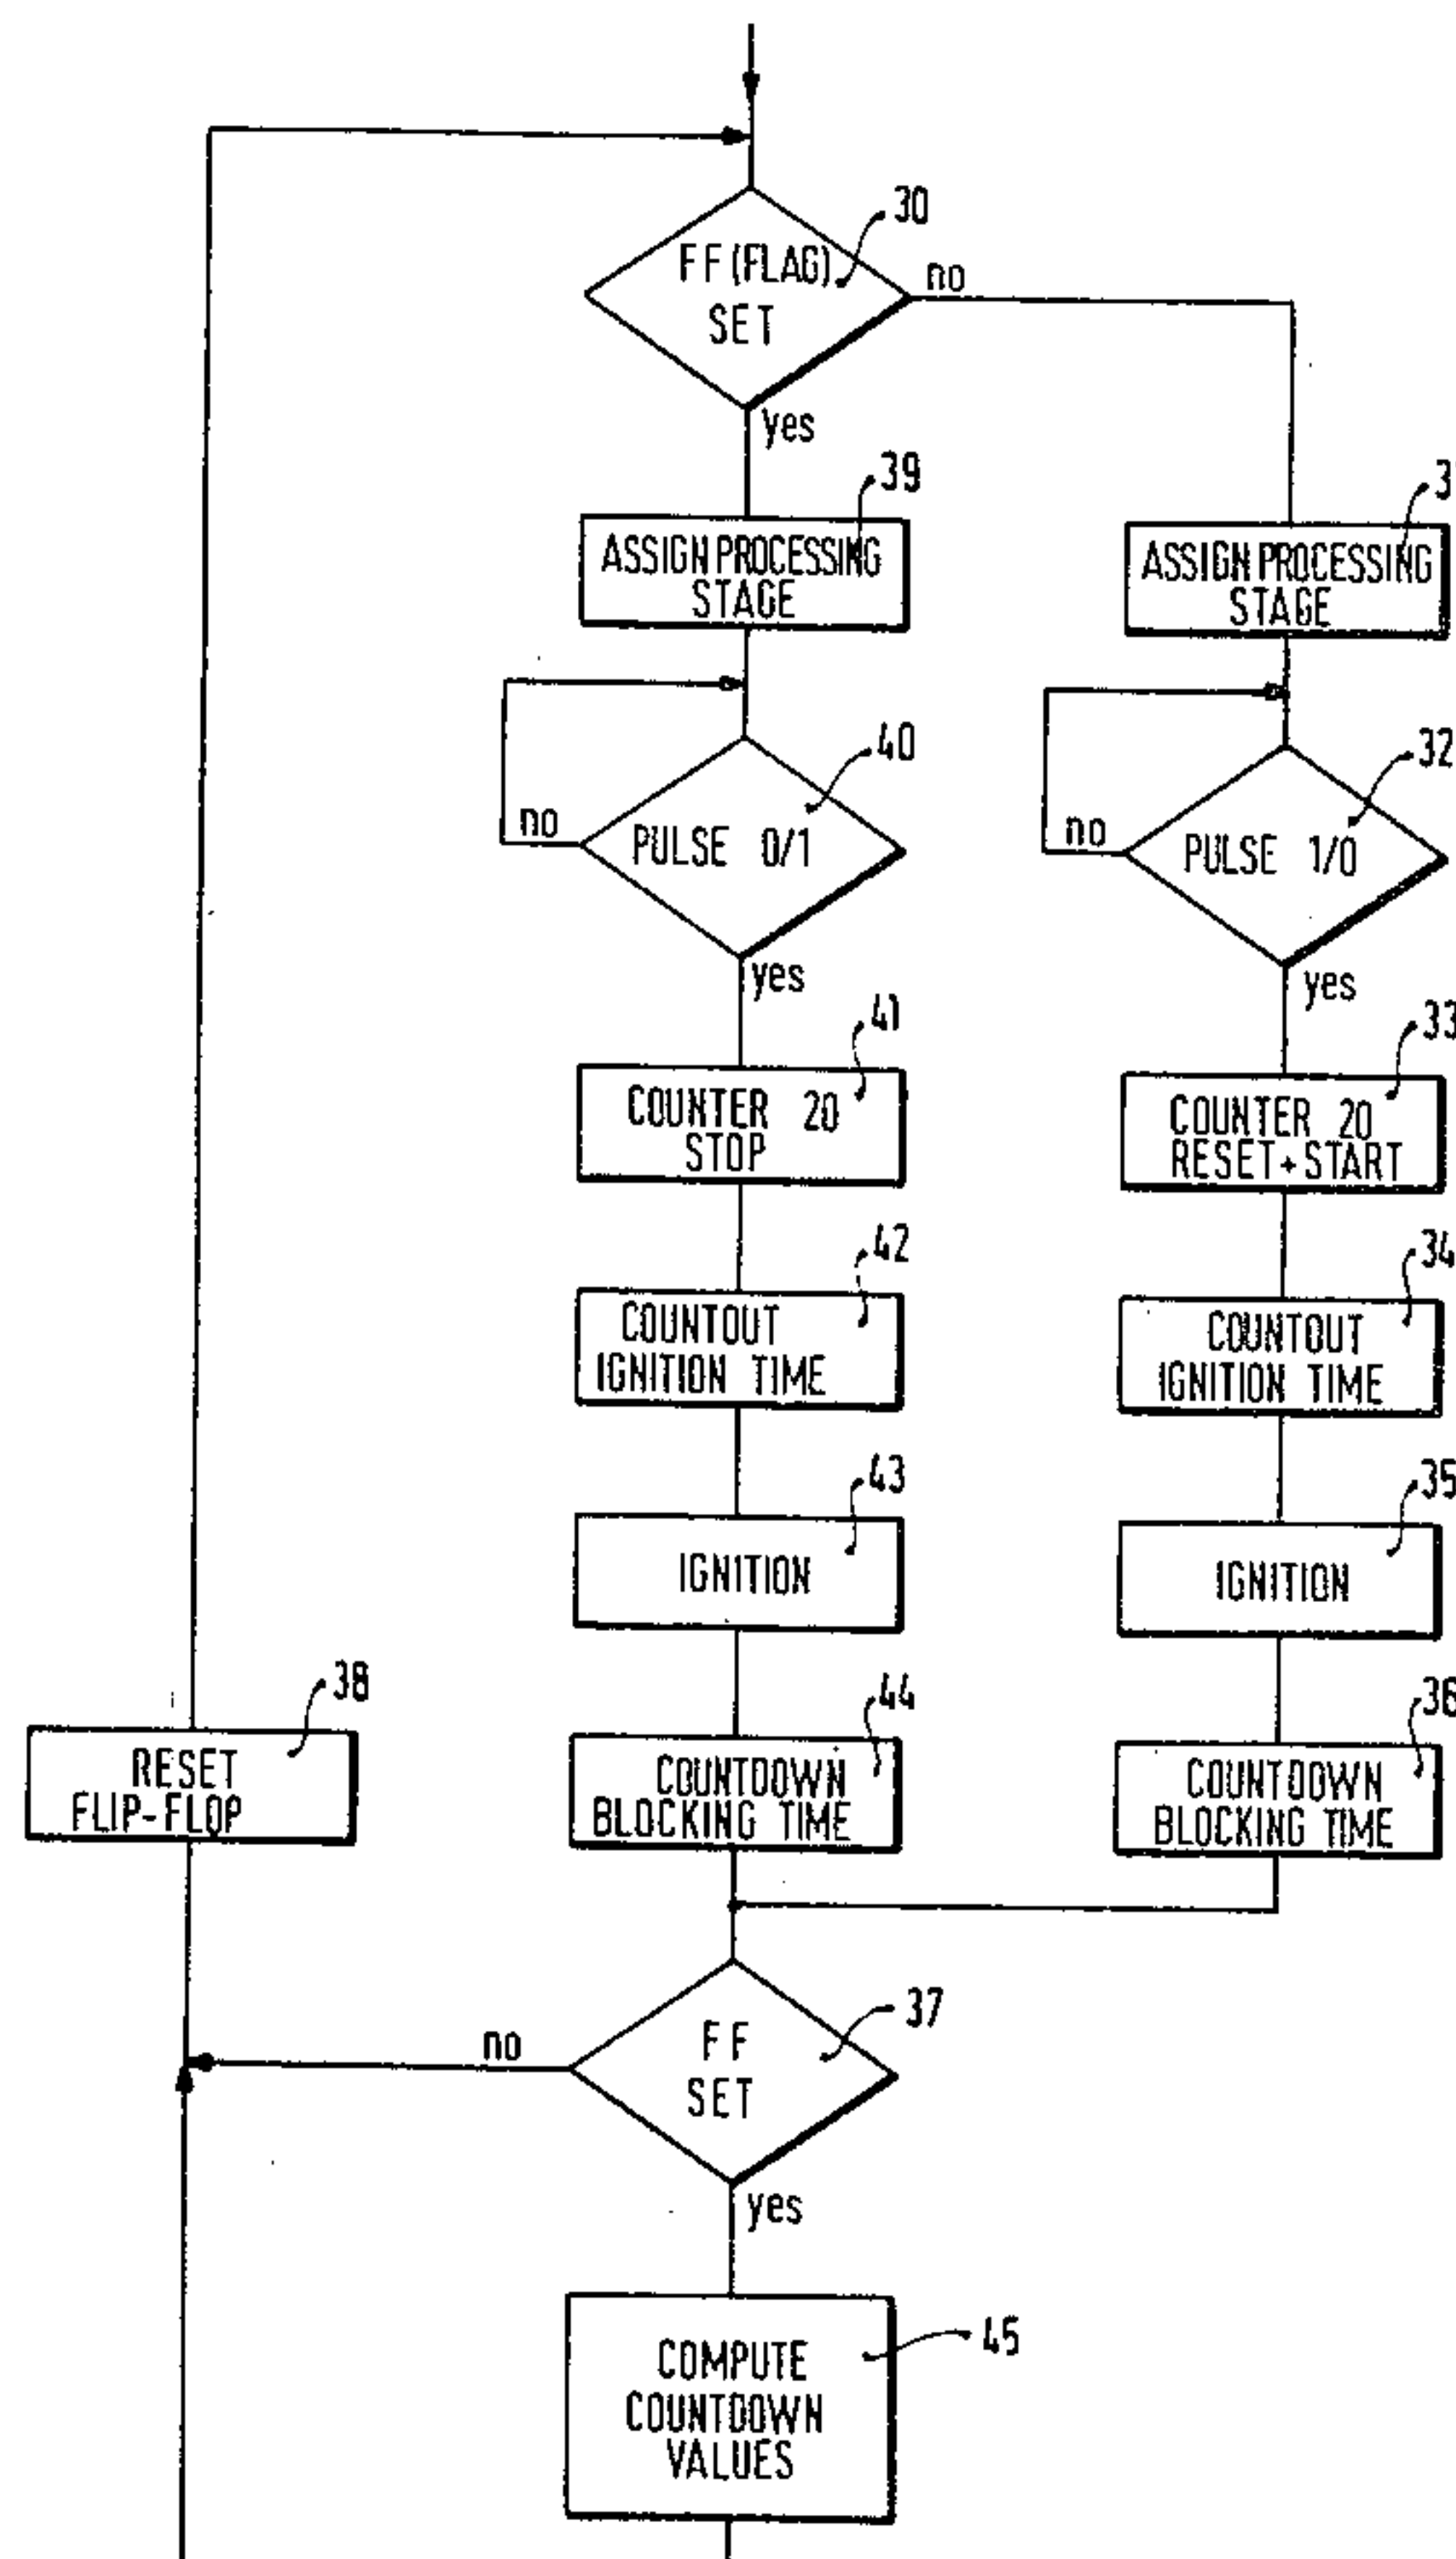 30
FF(FLAG)
SET
no
yes
39
ASSIGN PROCESSING
STAGE
3
ASSIGN PROCESSING
STAGE
40
PULSE 0/1
no
yes
32
PULSE 1/0
no
yes
41
COUNTER 20
STOP
33
COUNTER 20
RESET+START
42
COUNTOUT
IGNITION TIME
34
COUNTOUT
IGNITION TIME
43
IGNITION
35
IGNITION
38
RESET
FLIP-FLOP
44
COUNTDOWN
BLOCKING TIME
36
COUNTDOWN
BLOCKING TIME
37
FF
SET
no
yes
45
COMPUTE
COUNTDOWN
VALUES